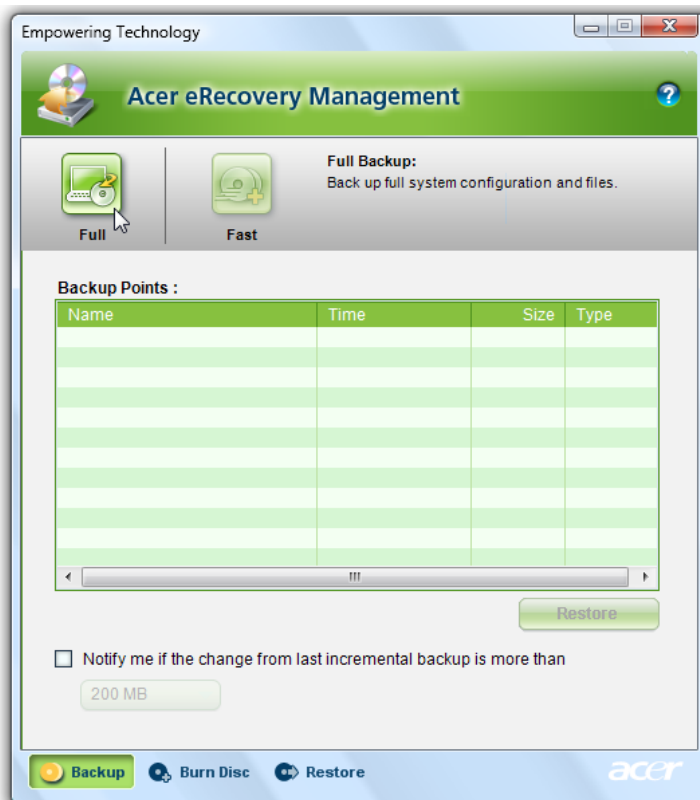 Empowering Technology
Acer eRecovery Management
?
Full Backup:
Back up full system configuration and files.
Full
Fast
Backup Points :
Name Time Size Type
Restore
Notify me if the change from last incremental backup is more than
200 MB
Backup Burn Disc Restore acer